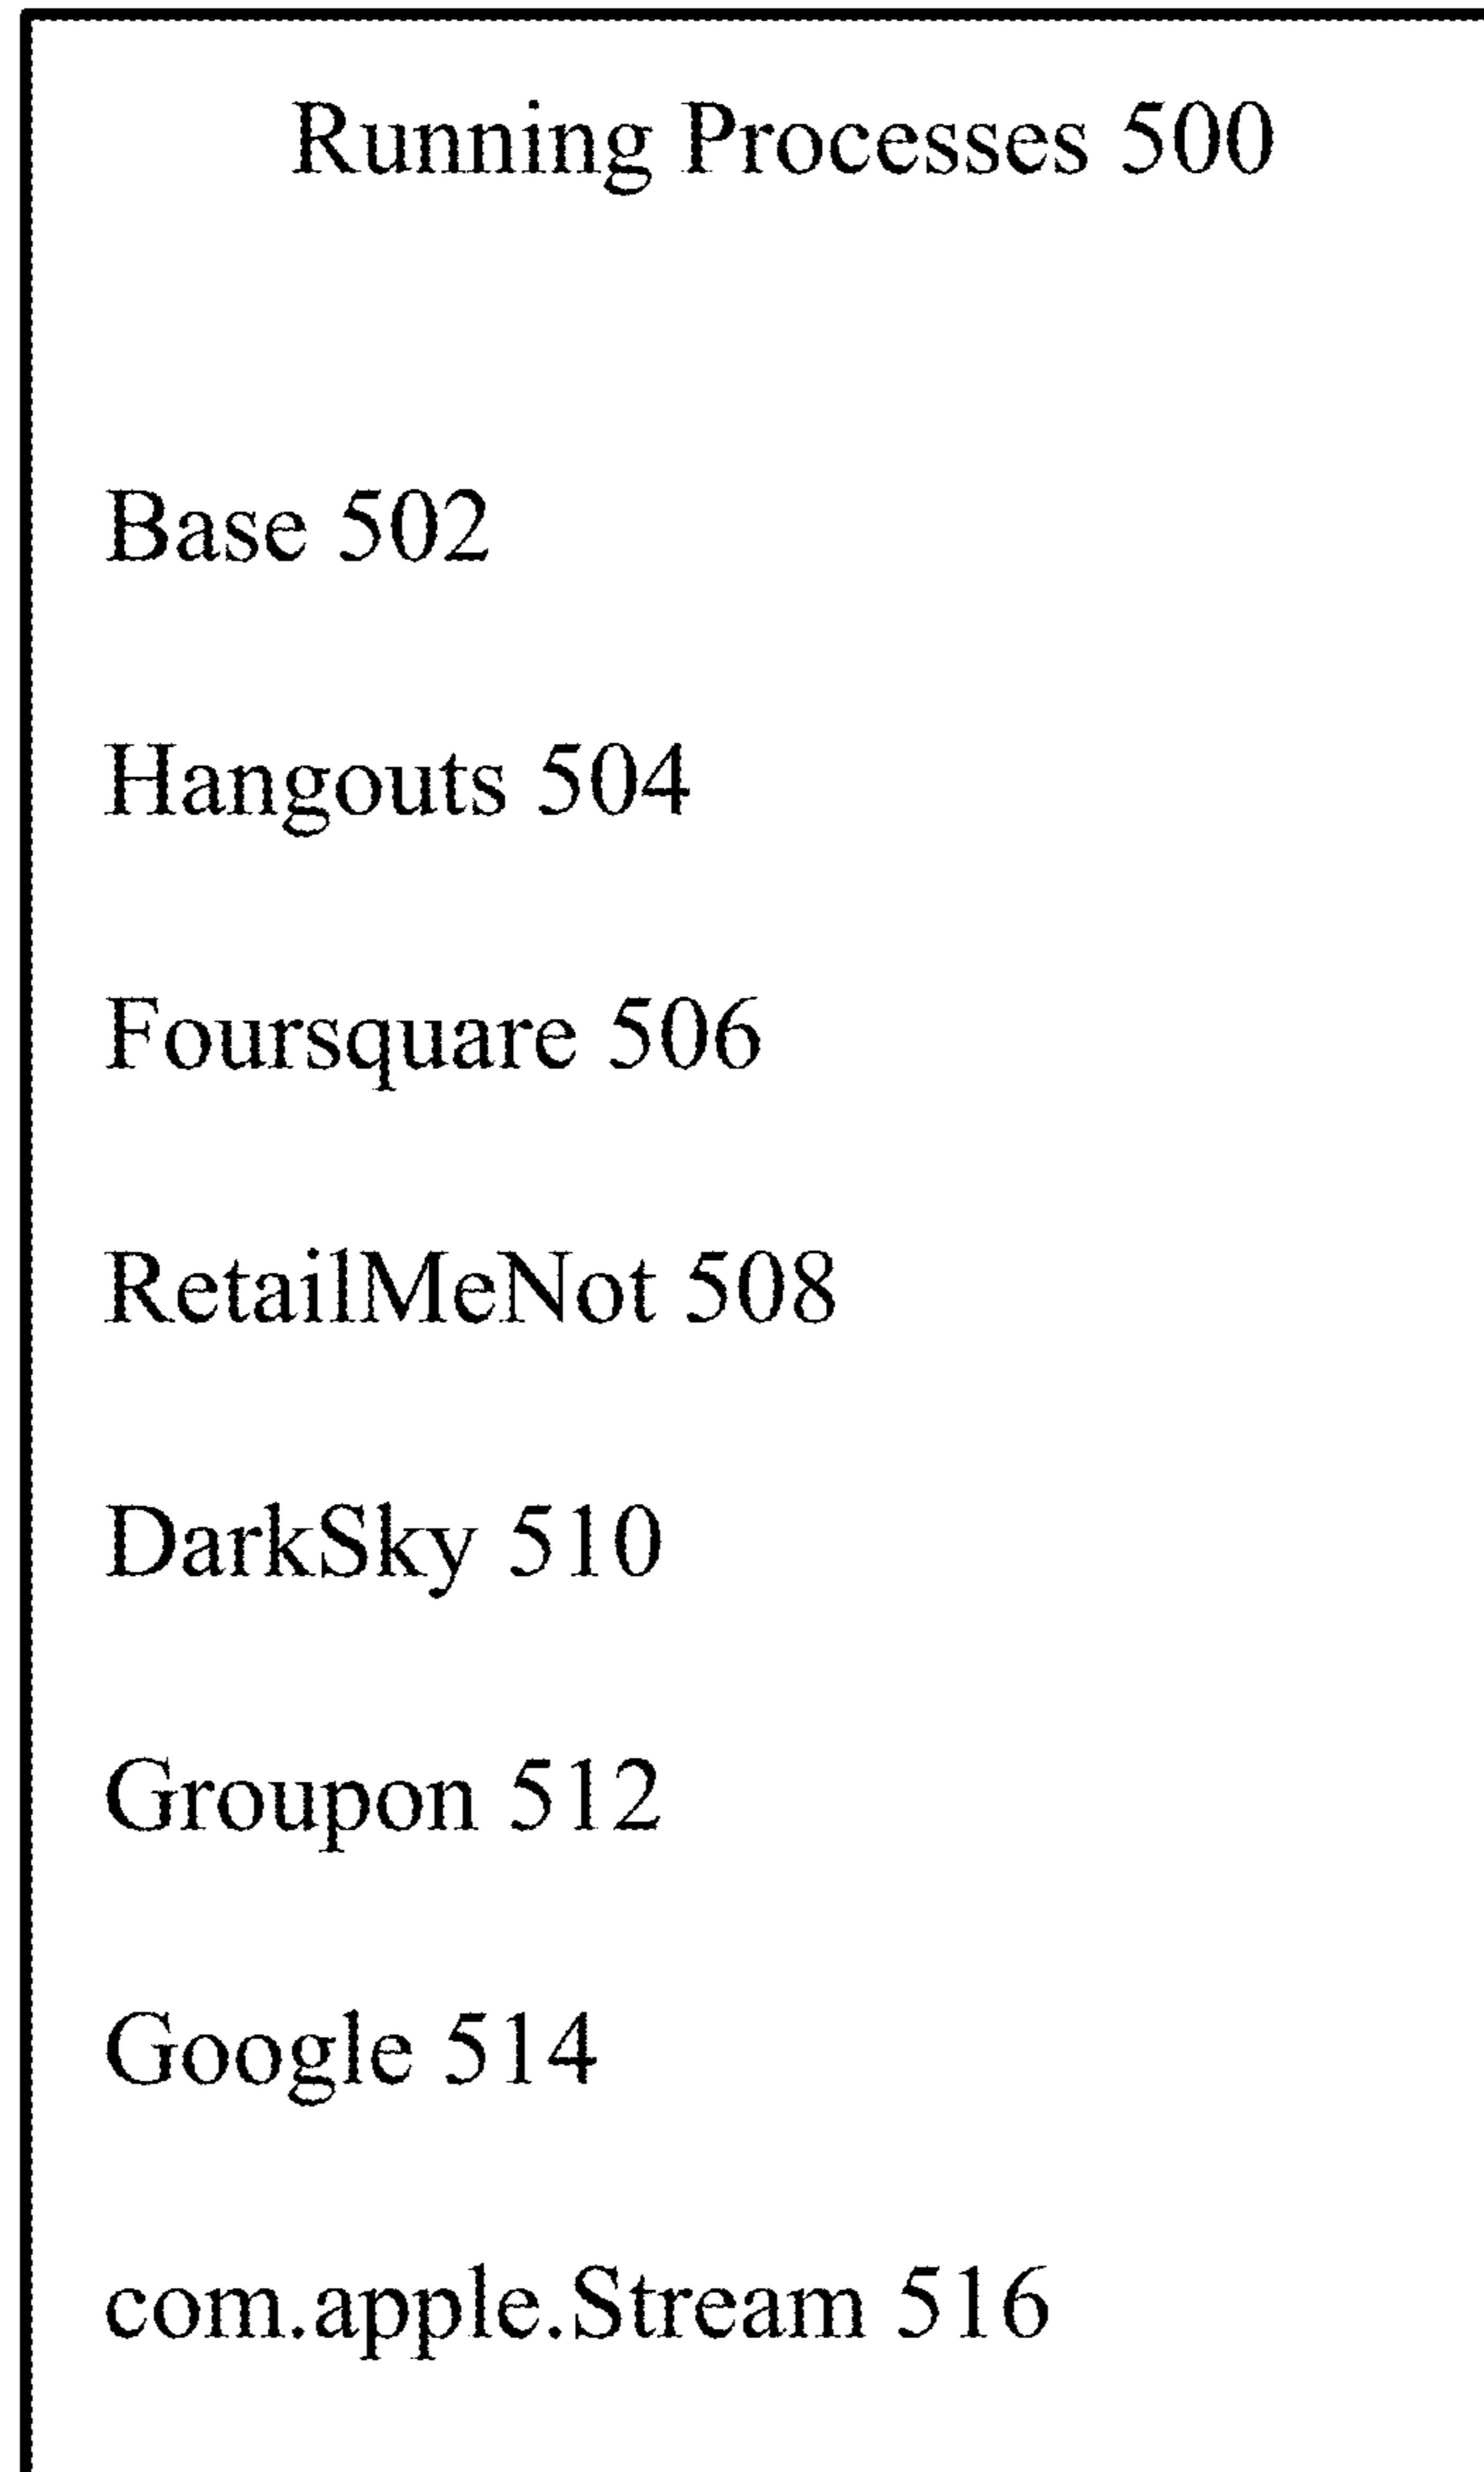 Running Processes 500
Base 502
Hangouts 504
Foursquare 506
RetailMeNot 508
DarkSky 510
Groupon 512
Google 514
com.apple.Stream 516